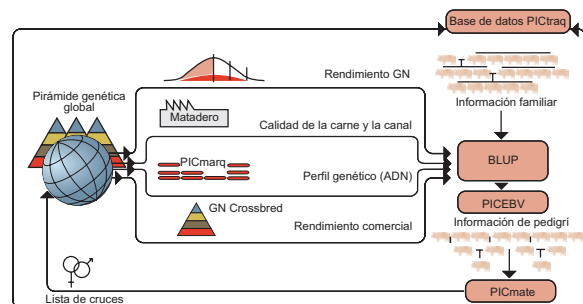 Base de datos PICtraq
Rendimiento GN
Pirámide genética
global
Matadero
Información familiar
Calidad de la carne y la canal
PICmarq
BLUP
Perfil genético (ADN)
PICEBV
GN Crossbred
Información de pedigrí
Rendimiento comercial
PICmate
Lista de cruces